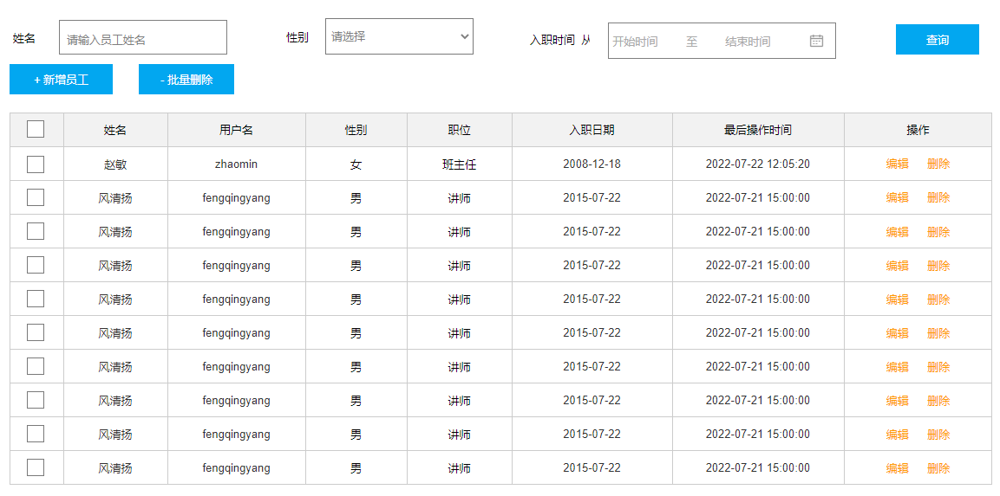 姓名 请输入员工姓名 性别 请选择 入职时间 从 开始时间 至 结束时间 查询
+ 新增员工 - 批量删除
姓名 用户名 性别 职位 入职日期 最后操作时间 操作
赵敏 zhaomin 女 班主任 2008-12-18 2022-07-22 12:05:20 编辑 删除
风清扬 fengqingyang 男 讲师 2015-07-22 2022-07-21 15:00:00 编辑 删除
风清扬 fengqingyang 男 讲师 2015-07-22 2022-07-21 15:00:00 编辑 删除
风清扬 fengqingyang 男 讲师 2015-07-22 2022-07-21 15:00:00 编辑 删除
风清扬 fengqingyang 男 讲师 2015-07-22 2022-07-21 15:00:00 编辑 删除
风清扬 fengqingyang 男 讲师 2015-07-22 2022-07-21 15:00:00 编辑 删除
风清扬 fengqingyang 男 讲师 2015-07-22 2022-07-21 15:00:00 编辑 删除
风清扬 fengqingyang 男 讲师 2015-07-22 2022-07-21 15:00:00 编辑 删除
风清扬 fengqingyang 男 讲师 2015-07-22 2022-07-21 15:00:00 编辑 删除
风清扬 fengqingyang 男 讲师 2015-07-22 2022-07-21 15:00:00 编辑 删除